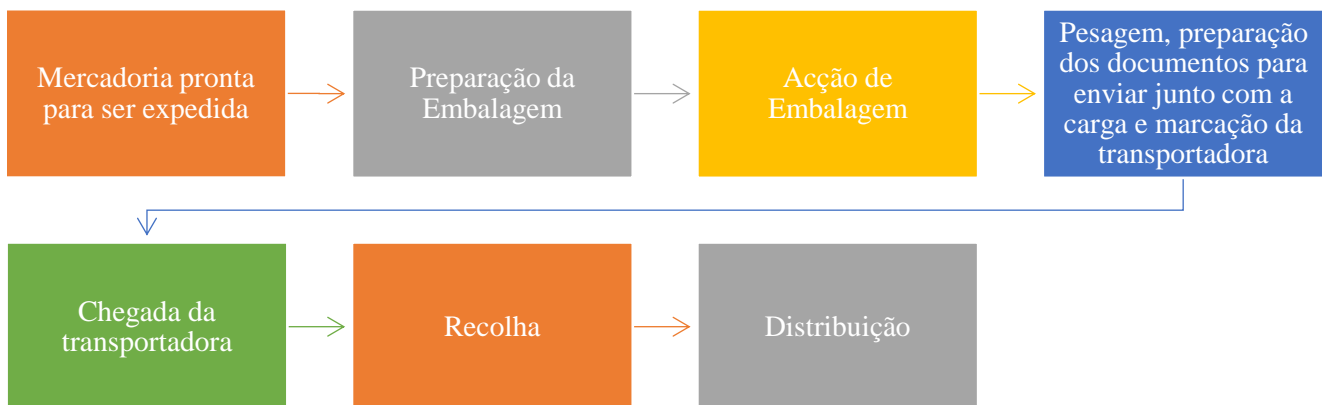 Mercadoria pronta
para ser expedida
Preparação da
Embalagem
Acção de
Embalagem
Pesagem, preparação
dos documentos para
enviar junto com a
carga e marcação da
transportadora
Chegada da
transportadora
Recolha
Distribuição